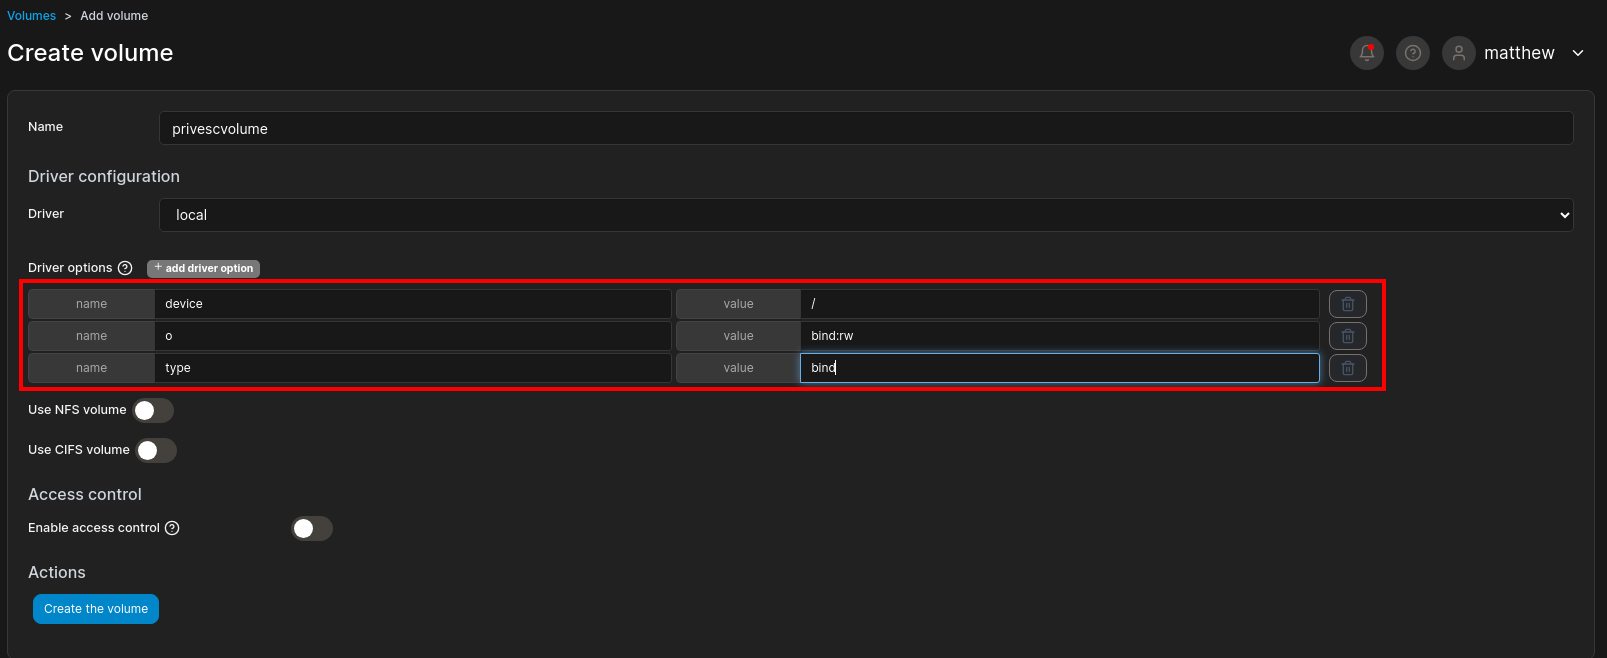 Volumes > Add volume
Create volume
matthew
Name privescvolume
Driver configuration
Driver local
Driver options + add driver option
name device value /
name o value bind:rw
name type value bind
Use NFS volume
Use CIFS volume
Access control
Enable access control
Actions
Create the volume